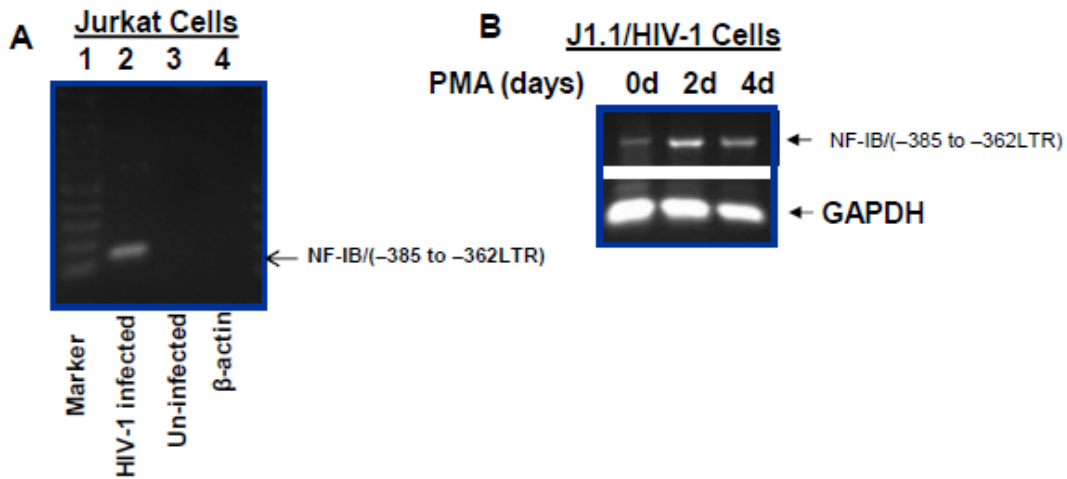 A
Jurkat Cells
1 2 3 4
NF-IB/(–385 to –362LTR)
Marker
HIV-1 infected
Un-infected
β-actin
B
J1.1/HIV-1 Cells
PMA (days) 0d 2d 4d
NF-IB/(–385 to –362LTR)
GAPDH